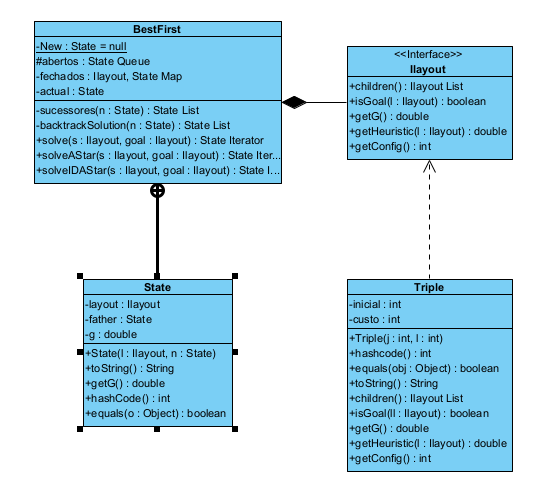 BestFirst
-New : State = null
#abertos : State Queue
-fechados : Ilayout, State Map
-actual : State
-sucessores(n : State) : State List
-backtrackSolution(n : State) : State List
+solve(s : Ilayout, goal : Ilayout) : State Iterator
+solveAStar(s : Ilayout, goal : Ilayout) : State Iter...
+solveIDAStar(s : Ilayout, goal : Ilayout) : State I...
<<Interface>>
Ilayout
+children() : Ilayout List
+isGoal(l : Ilayout) : boolean
+getG() : double
+getHeuristic(l : Ilayout) : double
+getConfig() : int
State
-layout : Ilayout
-father : State
-g : double
+State(l : Ilayout, n : State)
+toString() : String
+getG() : double
+hashCode() : int
+equals(o : Object) : boolean
Triple
-inicial : int
-custo : int
+Triple(j : int, l : int)
+hashcode() : int
+equals(obj : Object) : boolean
+toString() : String
+children() : Ilayout List
+isGoal(ll : Ilayout) : boolean
+getG() : double
+getHeuristic(l : Ilayout) : double
+getConfig() : int